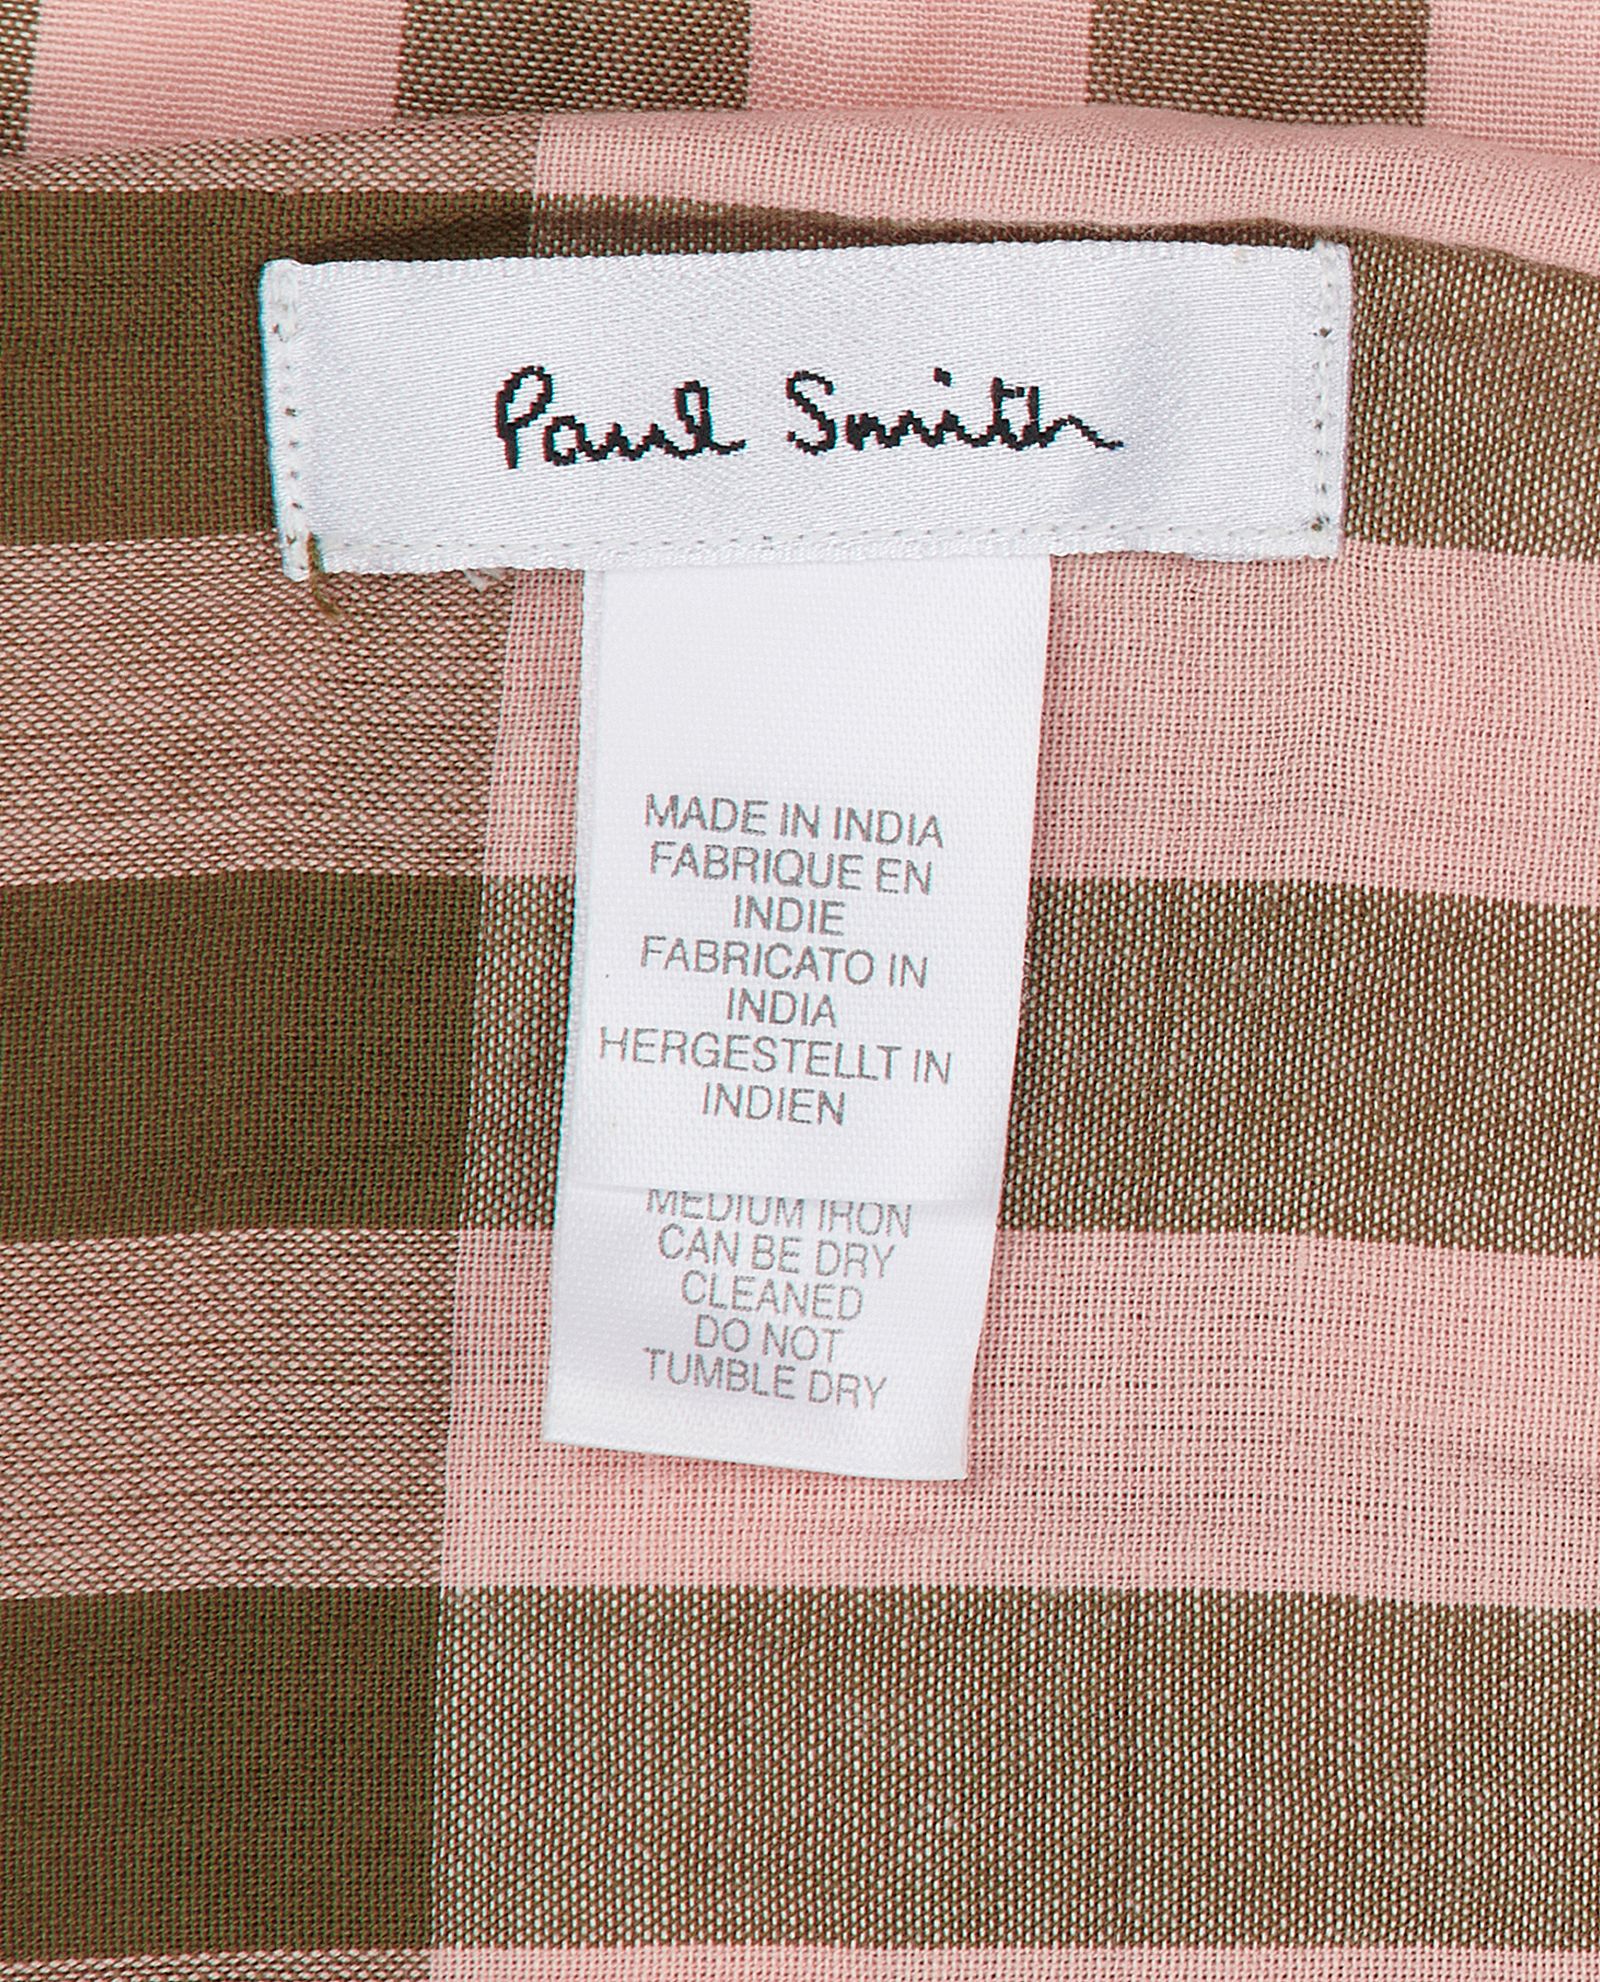 Paul Smith
MADE IN INDIA
FABRIQUE EN
INDIE
FABRICATO IN
INDIA
HERGESTELLT IN
INDIEN
MEDIUM IRON
CAN BE DRY
CLEANED
DO NOT
TUMBLE DRY